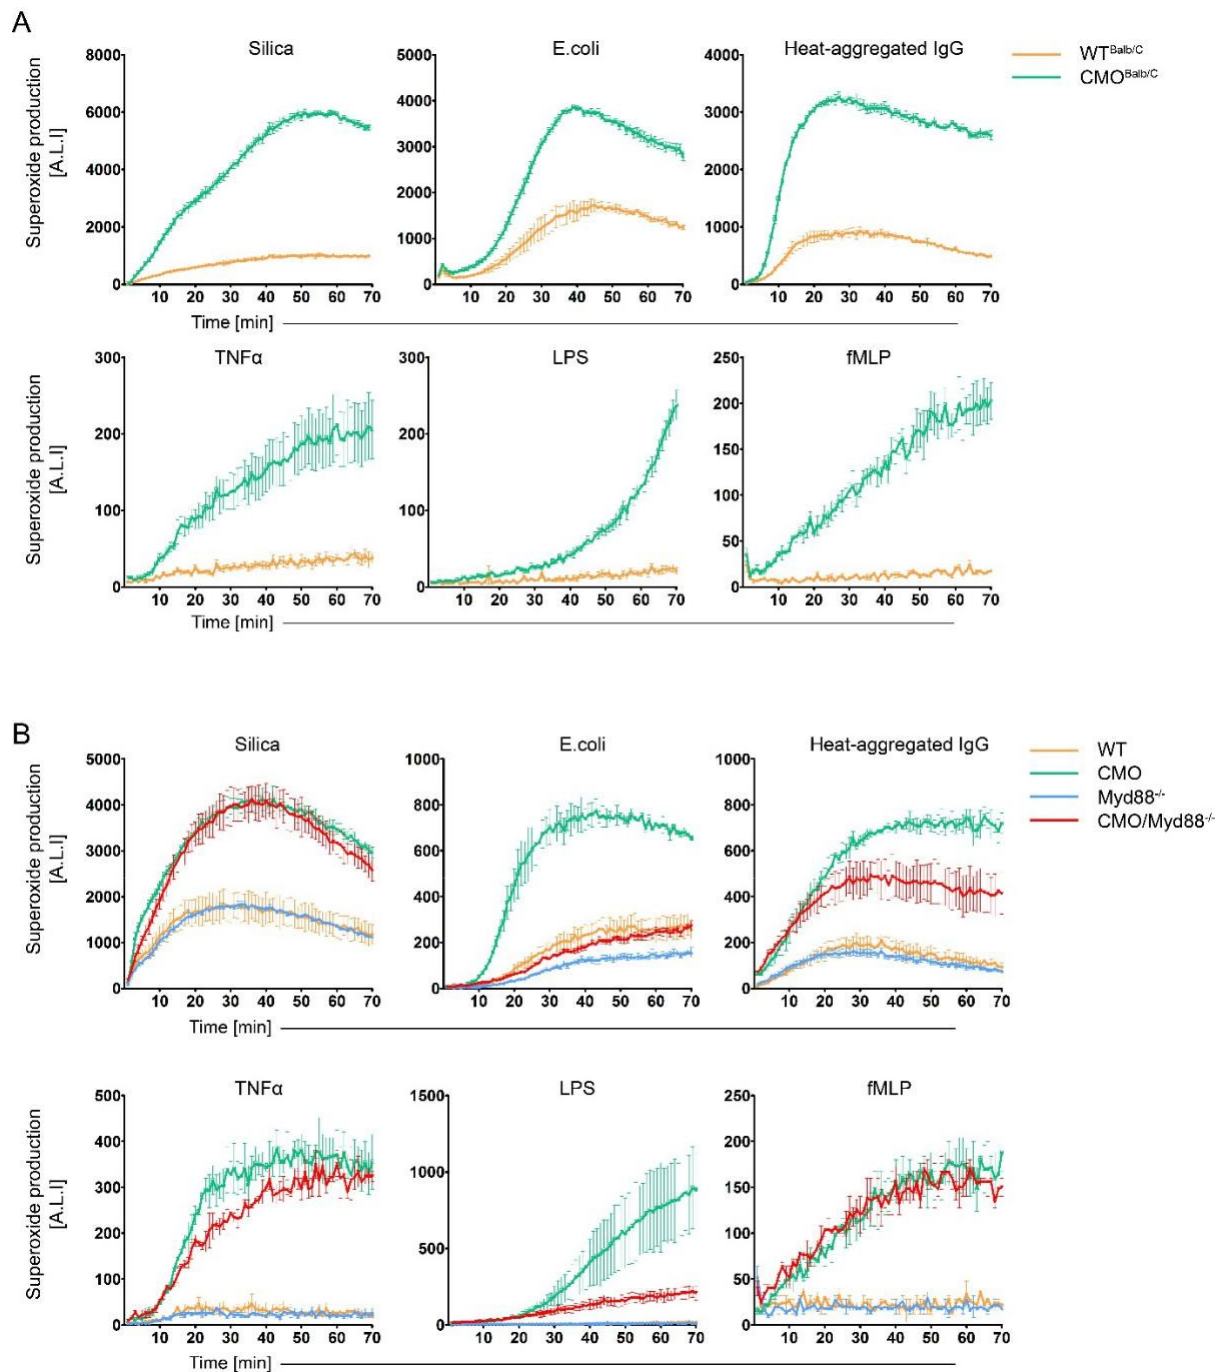 A
Silica
E.coli
Heat-aggregated IgG
WT^Balb/C
CMO^Balb/C
Superoxide production
[A.L.I]
8000
6000
4000
2000
0
10 20 30 40 50 60 70
5000
4000
3000
2000
1000
0
10 20 30 40 50 60 70
4000
3000
2000
1000
0
10 20 30 40 50 60 70
Time [min]
TNFα
LPS
fMLP
Superoxide production
[A.L.I]
300
200
100
0
10 20 30 40 50 60 70
300
200
100
0
10 20 30 40 50 60 70
250
200
150
100
50
0
10 20 30 40 50 60 70
Time [min]
B
Silica
E.coli
Heat-aggregated IgG
WT
CMO
Myd88^-/-
CMO/Myd88^-/-
Superoxide production
[A.L.I]
5000
4000
3000
2000
1000
0
10 20 30 40 50 60 70
1000
800
600
400
200
0
10 20 30 40 50 60 70
1000
800
600
400
200
0
10 20 30 40 50 60 70
Time [min]
TNFα
LPS
fMLP
Superoxide production
[A.L.I]
500
400
300
200
100
0
10 20 30 40 50 60 70
1500
1000
500
0
10 20 30 40 50 60 70
250
200
150
100
50
0
10 20 30 40 50 60 70
Time [min]